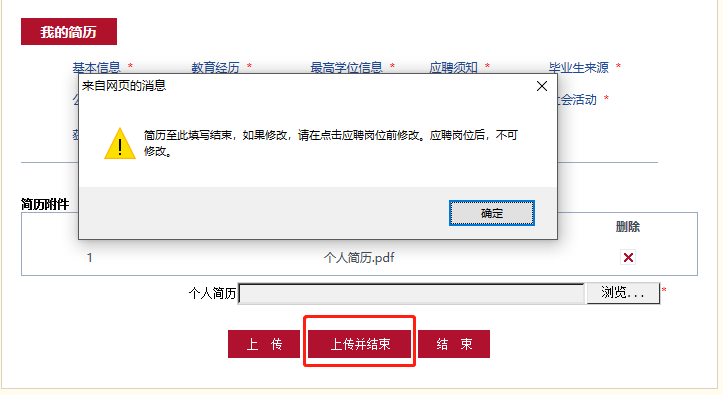 我的简历
基本信息 * 教育经历 * 最高学位信息 * 应聘须知 * 毕业生来源 *
来自网页的消息
会活动 *
简历至此填写结束，如果修改，请在点击应聘岗位前修改。应聘岗位后，不可
修改。
确定
简历附件
删除
1 个人简历.pdf
个人简历 浏览... *
上 传 上传并结束 结 束